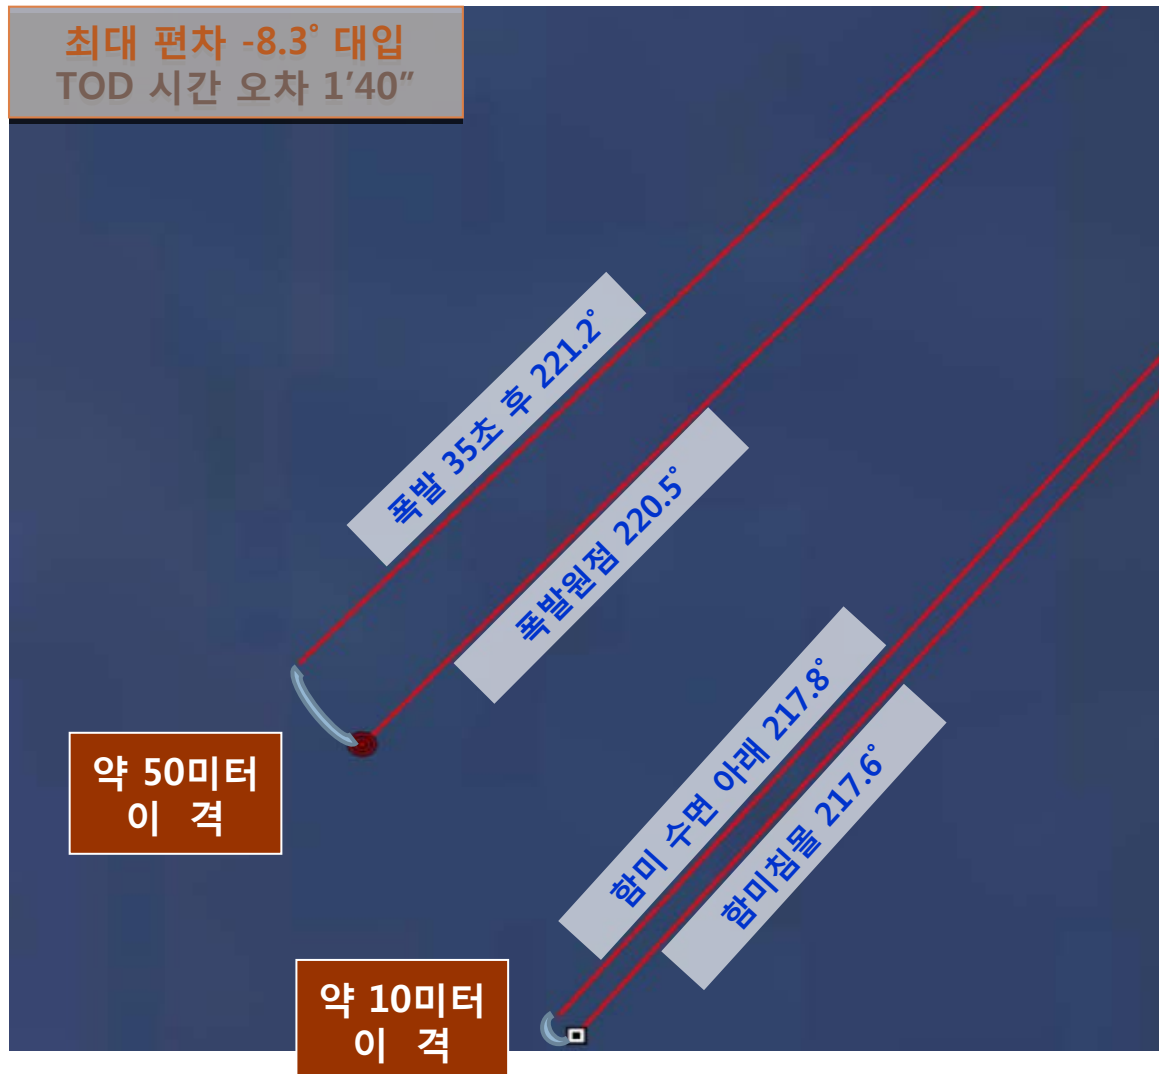 최대 편차 -8.3˚ 대입
TOD 시간 오차 1’40”
폭발 35초 후 221.2˚
폭발원점 220.5˚
함미 수면 아래 217.8˚
함미침몰 217.6˚
약 50미터
이 격
약 10미터
이 격